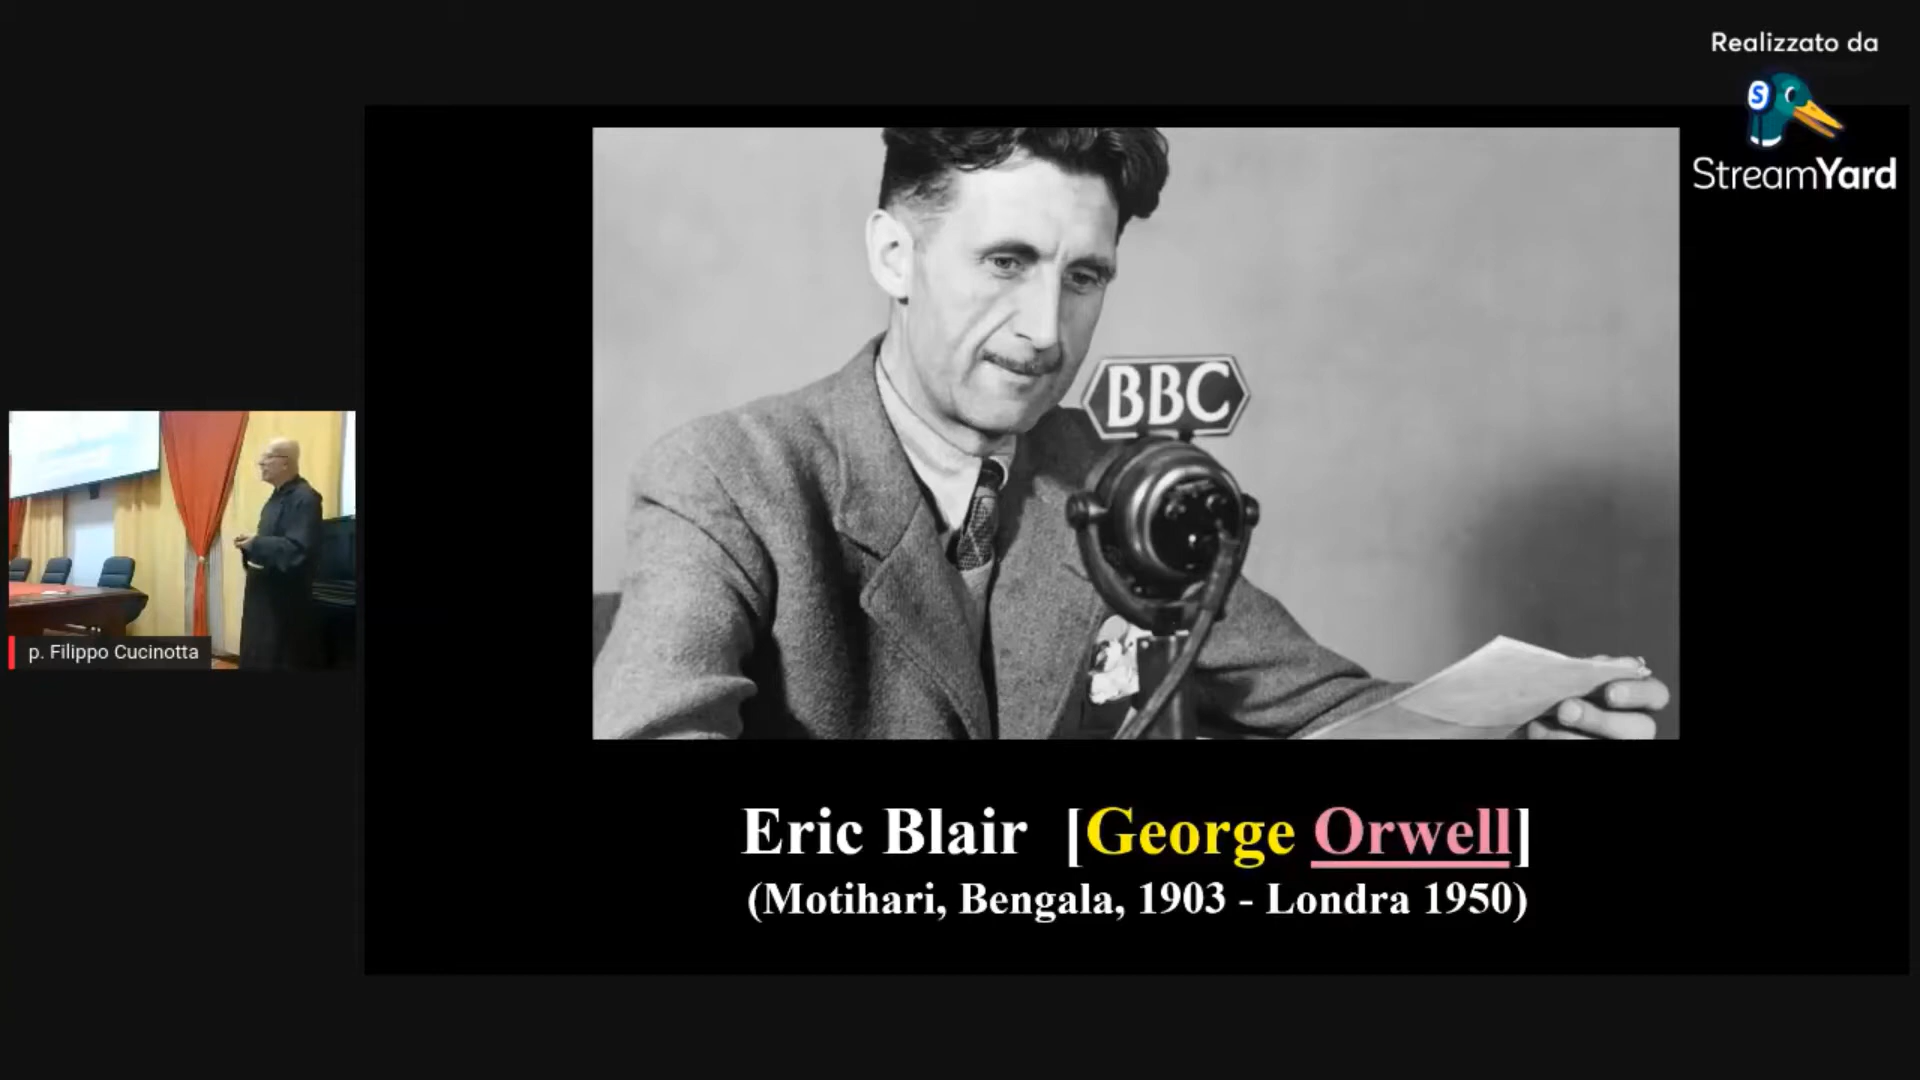 Realizzato da
S
StreamYard
BBC
p. Filippo Cucinotta
Eric Blair [George Orwell]
(Motihari, Bengala, 1903 - Londra 1950)